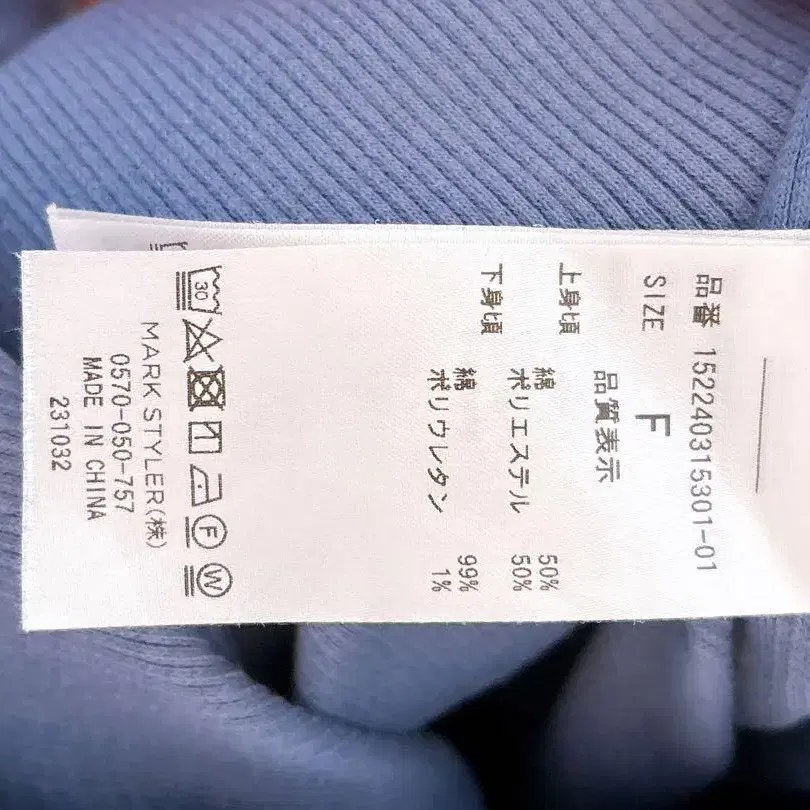 品番 152240315301-01
SIZE F
品質表示
上身頃 綿 50%
ポリエステル 50%
下身頃 綿 99%
ポリウレタン 1%
30
F
W
MARK STYLER(株)
0570-050-757
MADE IN CHINA
231032